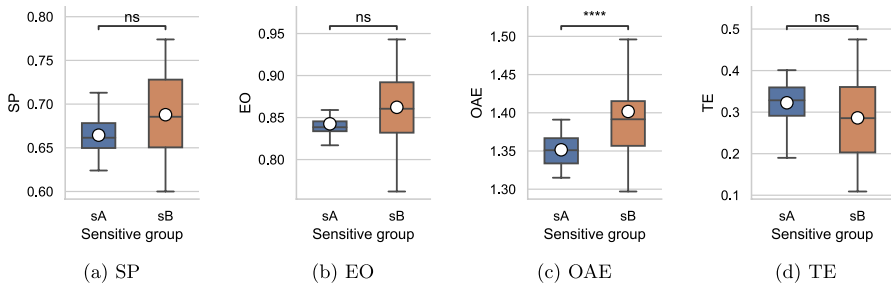 ns
0.80
0.75
0.70
0.65
0.60
SP
sA sB
Sensitive group
(a) SP
ns
0.95
0.90
0.85
0.80
EO
sA sB
Sensitive group
(b) EO
****
1.50
1.45
1.40
1.35
1.30
OAE
sA sB
Sensitive group
(c) OAE
ns
0.5
0.4
0.3
0.2
0.1
TE
sA sB
Sensitive group
(d) TE